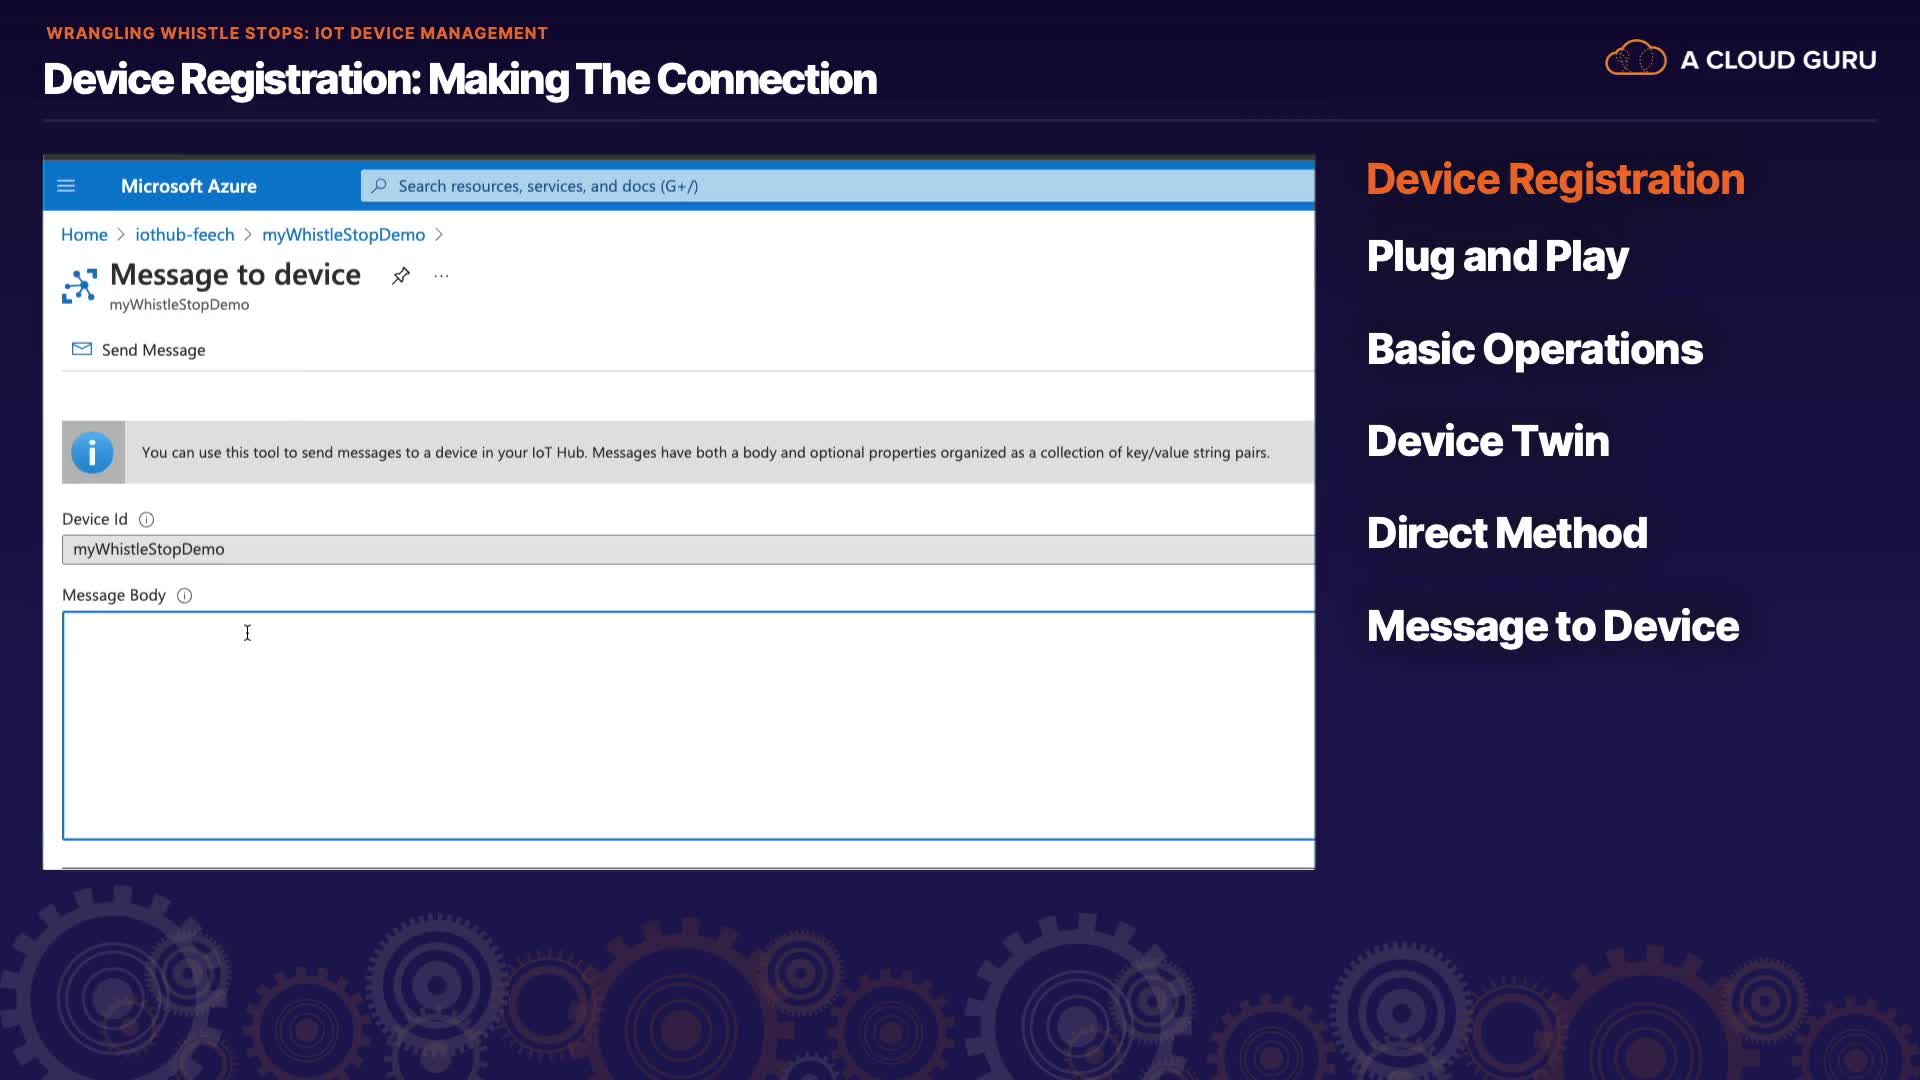 WRANGLING WHISTLE STOPS: IOT DEVICE MANAGEMENT
Device Registration: Making The Connection
A CLOUD GURU
Microsoft Azure
Search resources, services, and docs (G+/)
Home > iothub-feech > myWhistleStopDemo >
Message to device
myWhistleStopDemo
Send Message
You can use this tool to send messages to a device in your IoT Hub. Messages have both a body and optional properties organized as a collection of key/value string pairs.
Device Id
myWhistleStopDemo
Message Body
Device Registration
Plug and Play
Basic Operations
Device Twin
Direct Method
Message to Device